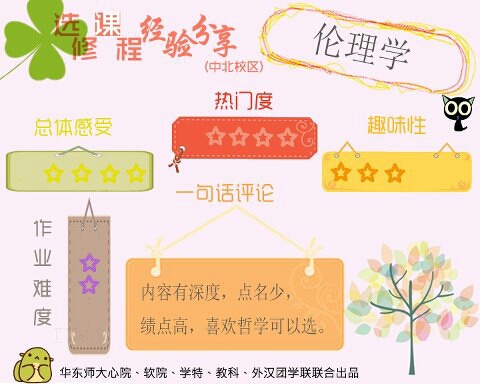 选课
修程经验分享
(中北校区)
伦理学
热门度
总体感受
趣味性
一句话评论
作业难度
内容有深度，点名少，
绩点高，喜欢哲学可以选。
华东师大心院、软院、学特、教科、外汉团学联联合出品